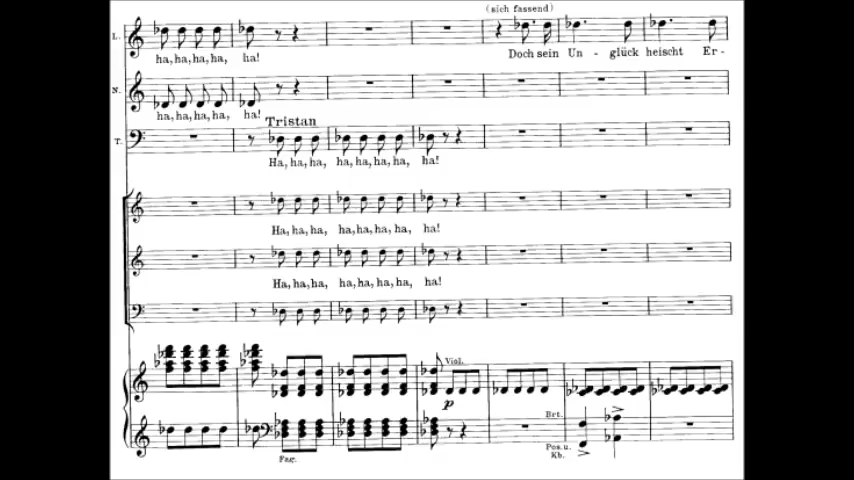 (sich fassend)
L.
ha, ha, ha, ha, ha! Doch sein Un - glück heischt Er-
N.
ha, ha, ha, ha, ha!
Tristan
T.
Ha, ha, ha, ha, ha, ha, ha, ha!
Ha, ha, ha, ha, ha, ha, ha, ha!
Ha, ha, ha, ha, ha, ha, ha, ha!
Viol.
p
Brt.
Pos. u.
Kb.
Fag.